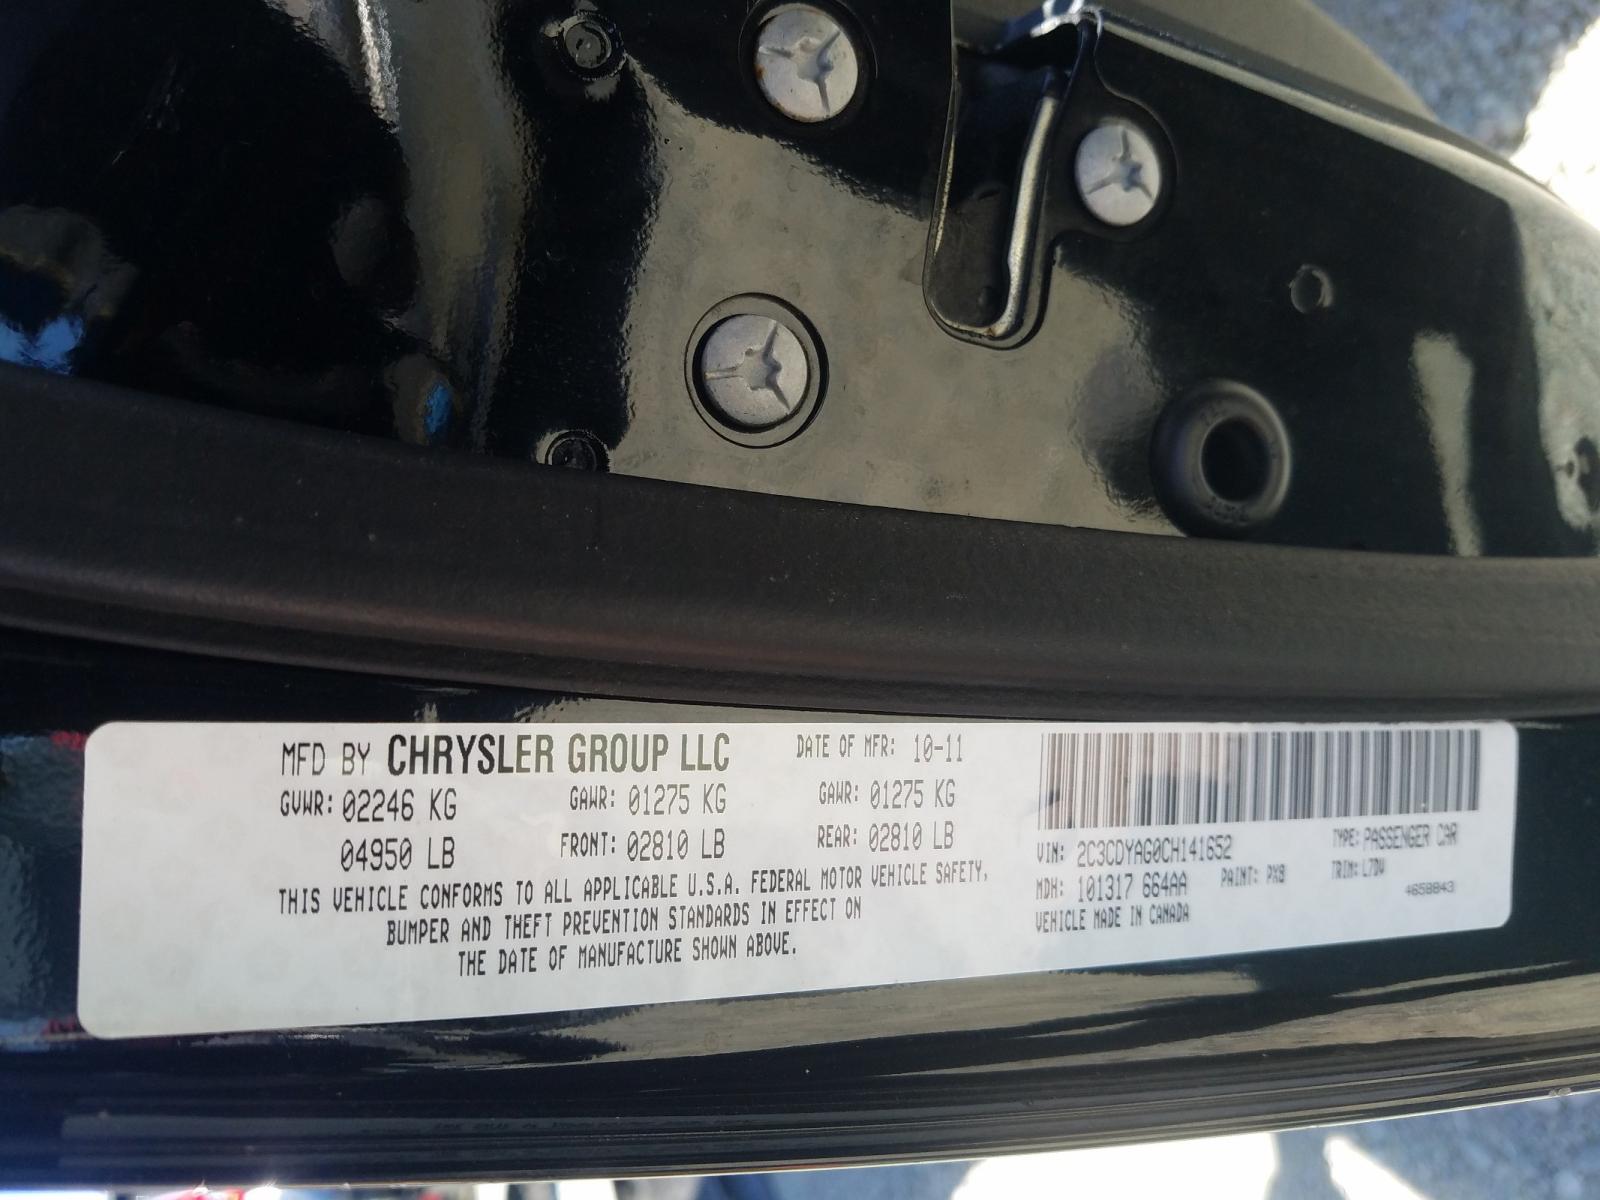 MFD BY CHRYSLER GROUP LLC DATE OF MFR: 10-11
GVWR: 02246 KG GAWR: 01275 KG GAWR: 01275 KG
04950 LB FRONT: 02810 LB REAR: 02810 LB
THIS VEHICLE CONFORMS TO ALL APPLICABLE U.S.A. FEDERAL MOTOR VEHICLE SAFETY,
BUMPER AND THEFT PREVENTION STANDARDS IN EFFECT ON
THE DATE OF MANUFACTURE SHOWN ABOVE.
VIN: 2C3CDYAG0CH141652 TYPE: PASSENGER CAR
MDH: 101317 664AA PAINT: PX8 TRIM: L7DV
4658843
VEHICLE MADE IN CANADA